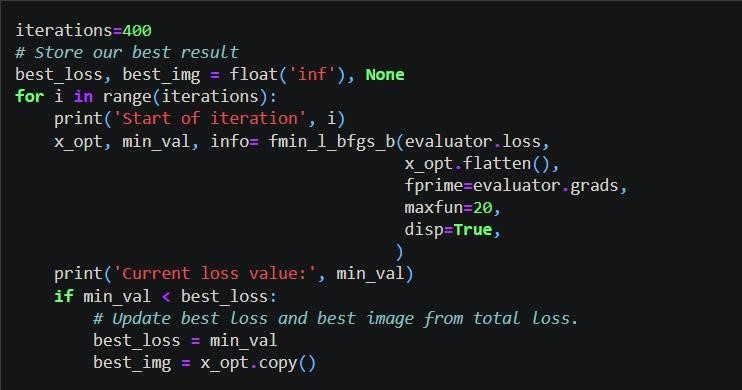 iterations=400
# Store our best result
best_loss, best_img = float('inf'), None
for i in range(iterations):
    print('Start of iteration', i)
    x_opt, min_val, info= fmin_l_bfgs_b(evaluator.loss,
                                        x_opt.flatten(),
                                        fprime=evaluator.grads,
                                        maxfun=20,
                                        disp=True,
                                       )
    print('Current loss value:', min_val)
    if min_val < best_loss:
        # Update best loss and best image from total loss.
        best_loss = min_val
        best_img = x_opt.copy()